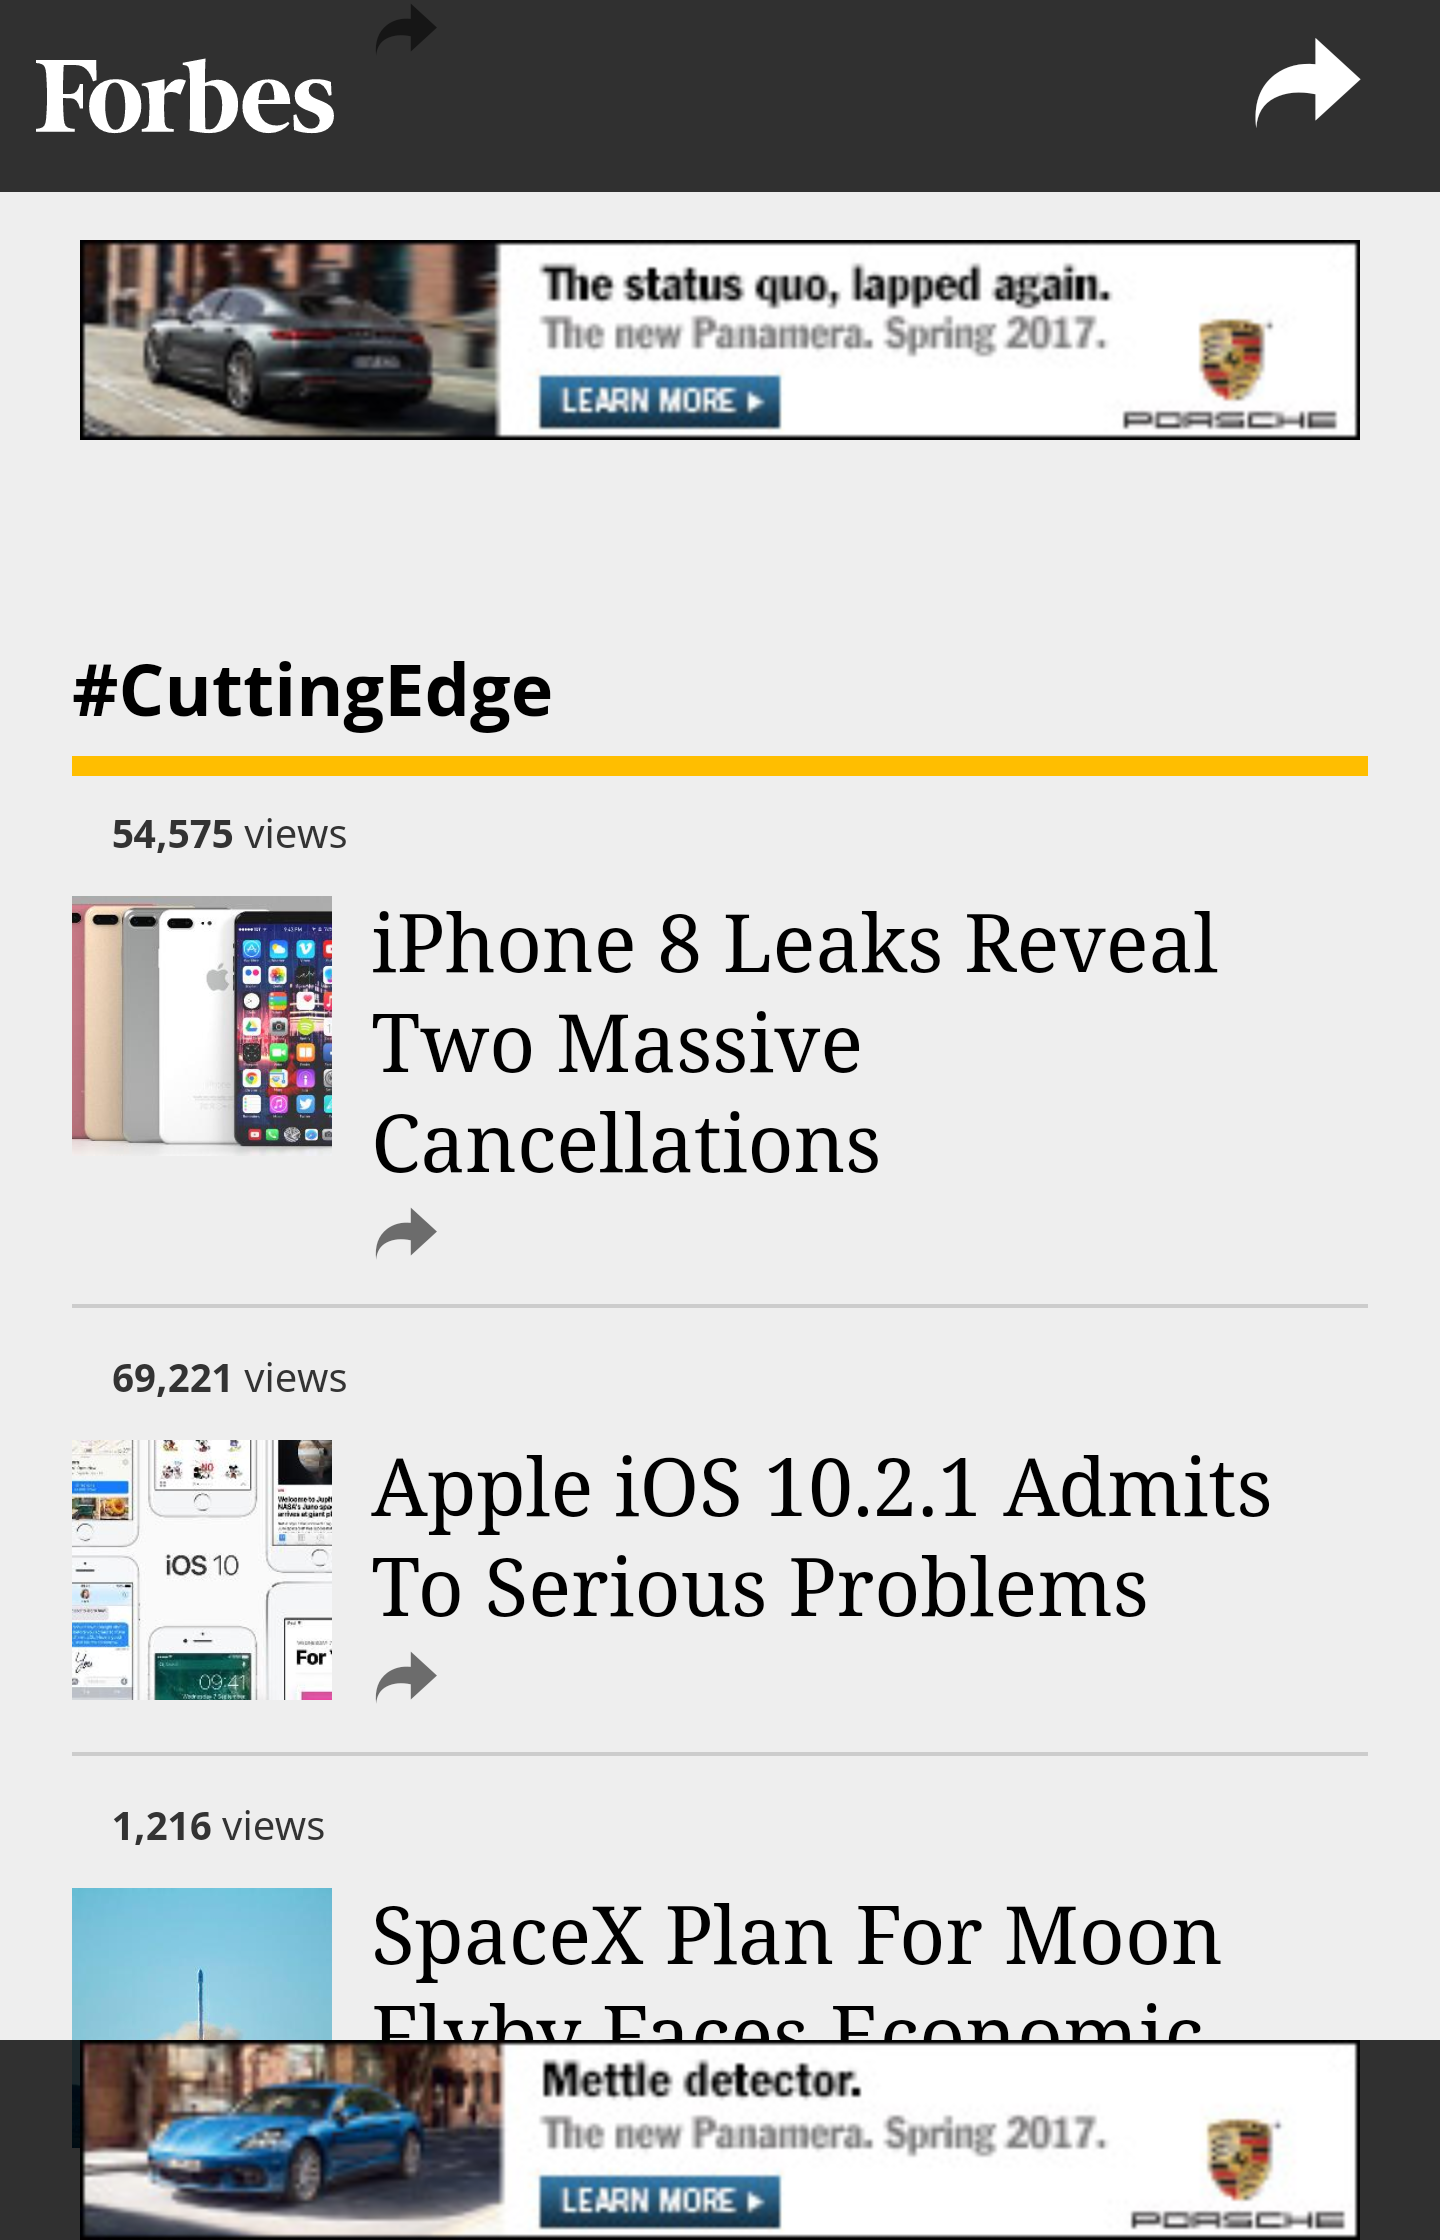 Forbes
The status quo, lapped again.
The new Panamera. Spring 2017.
LEARN MORE
PORSCHE
#CuttingEdge
54,575 views
iPhone 8 Leaks Reveal
Two Massive
Cancellations
69,221 views
iOS 10
09:41
For
Apple iOS 10.2.1 Admits
To Serious Problems
1,216 views
SpaceX Plan For Moon
Flyby Faces Economic
Mettle detector.
The new Panamera. Spring 2017.
LEARN MORE
PORSCHE